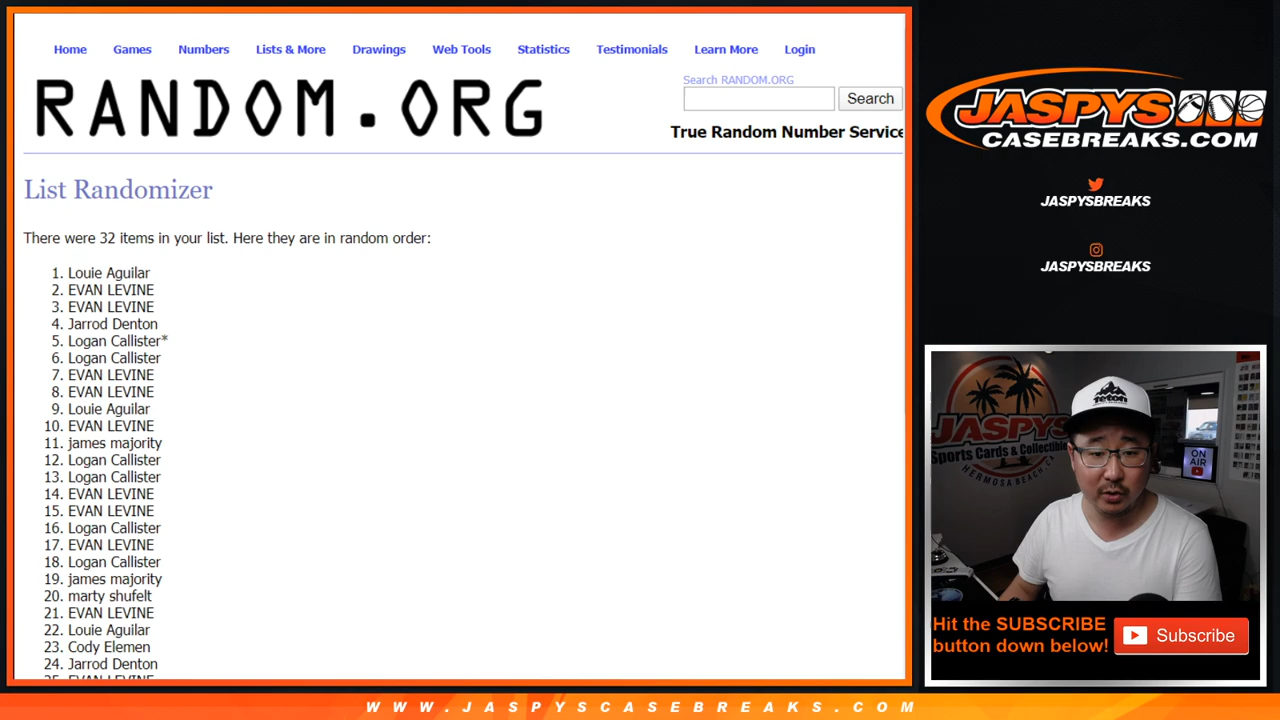 Home Games Numbers Lists & More Drawings Web Tools Statistics Testimonials Learn More Login
RANDOM.ORG
Search RANDOM.ORG
Search
True Random Number Service
List Randomizer
There were 32 items in your list. Here they are in random order:
1. Louie Aguilar
2. EVAN LEVINE
3. EVAN LEVINE
4. Jarrod Denton
5. Logan Callister*
6. Logan Callister
7. EVAN LEVINE
8. EVAN LEVINE
9. Louie Aguilar
10. EVAN LEVINE
11. james majority
12. Logan Callister
13. Logan Callister
14. EVAN LEVINE
15. EVAN LEVINE
16. Logan Callister
17. EVAN LEVINE
18. Logan Callister
19. james majority
20. marty shufelt
21. EVAN LEVINE
22. Louie Aguilar
23. Cody Elemen
24. Jarrod Denton
25. EVAN LEVINE
JASPYS
CASEBREAKS.COM
JASPYSBREAKS
JASPYSBREAKS
JASPYS
Sports Cards & Collectibles
HERMOSA BEACH, CA
Teton
ON
AIR
Hit the SUBSCRIBE
button down below!
Subscribe
WWW.JASPYSCASEBREAKS.COM